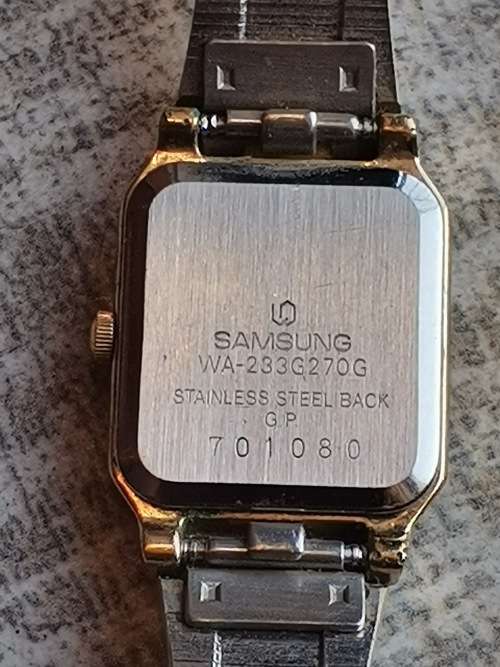 SAMSUNG
WA-233G270G
STAINLESS STEEL BACK
G.P.
701080